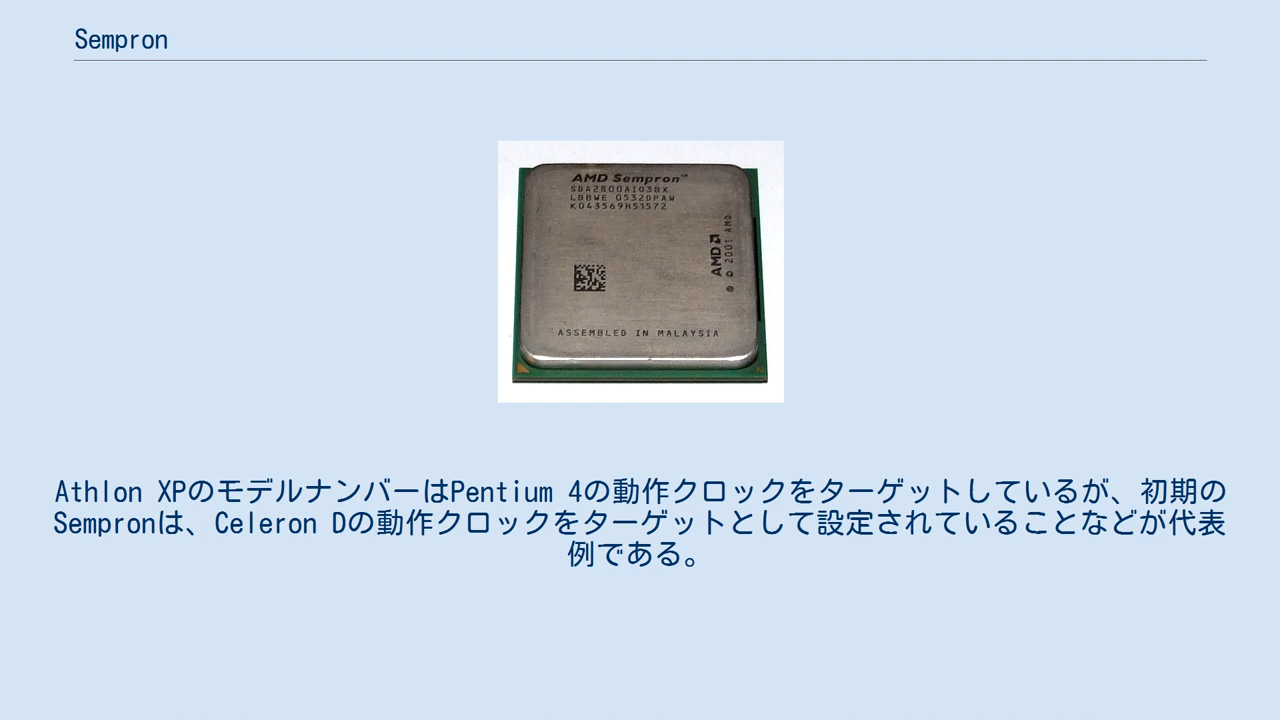 Sempron
AMD Sempron™
SDA2800AIO3BX
LBBWE 0532DPAW
K043569H51572
AMD
© 2001 AMD
ASSEMBLED IN MALAYSIA
Athlon XPのモデルナンバーはPentium 4の動作クロックをターゲットしているが、初期の
Sempronは、Celeron Dの動作クロックをターゲットとして設定されていることなどが代表
例である。